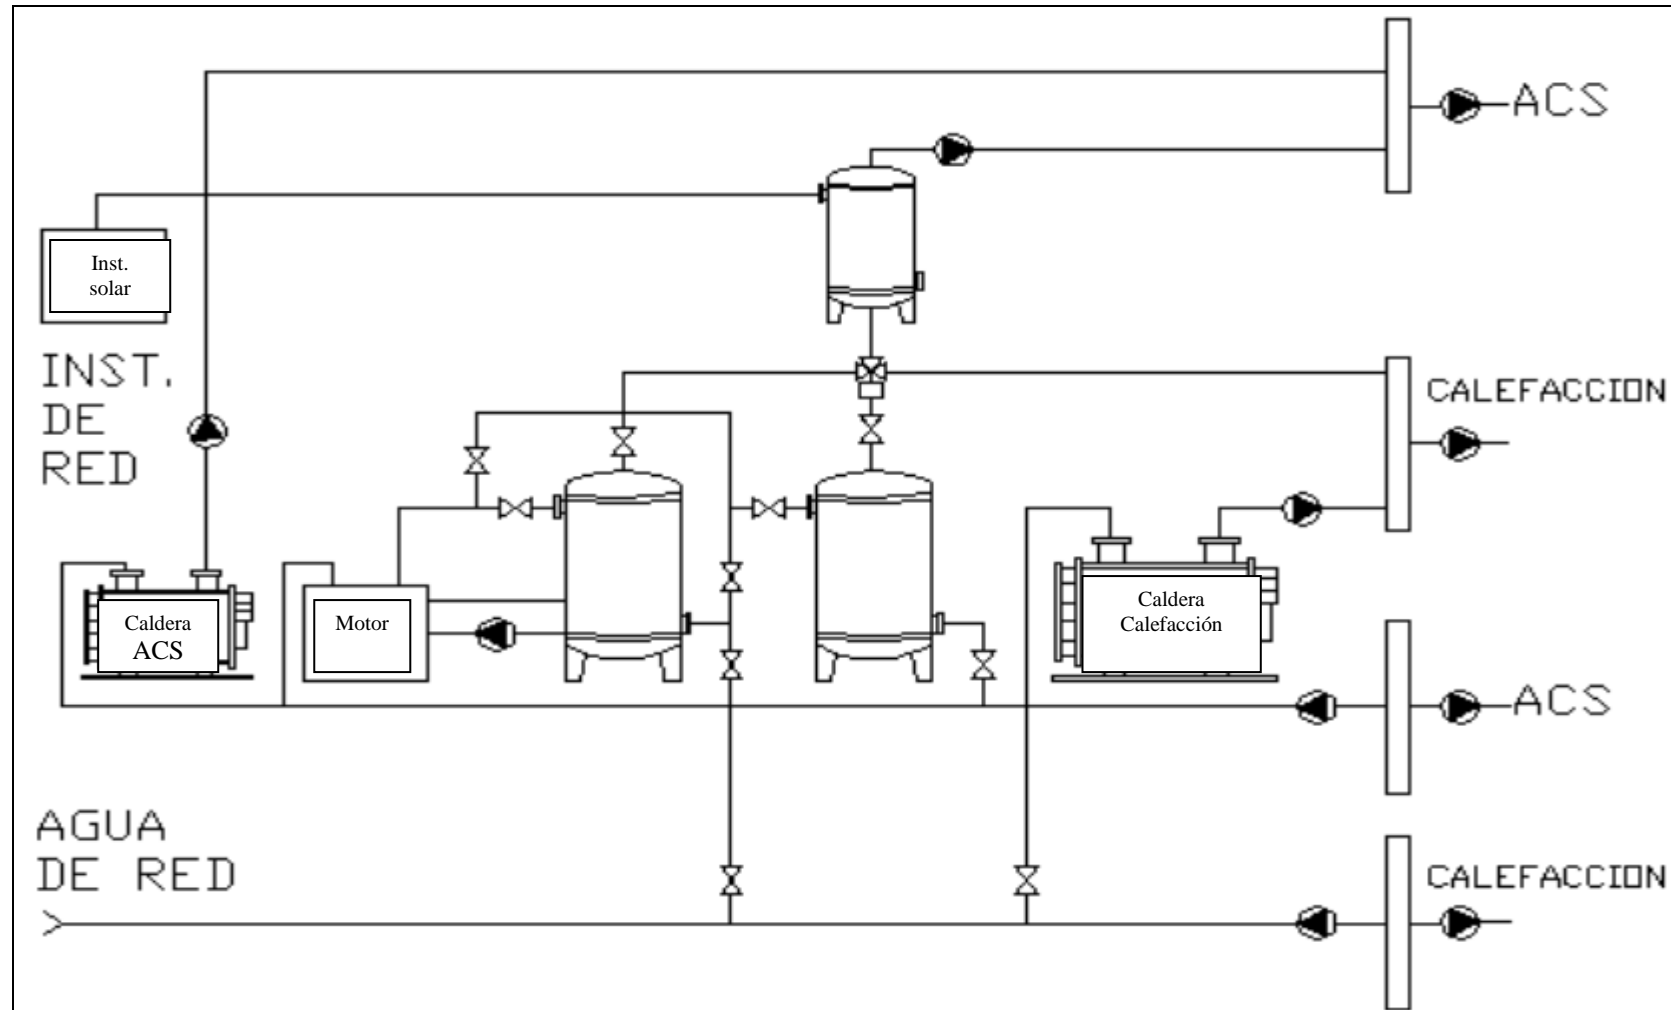 ACS
Inst.
solar
INST.
DE
RED
CALEFACCION
Caldera
ACS
Motor
Caldera
Calefacción
ACS
AGUA
DE RED
CALEFACCION